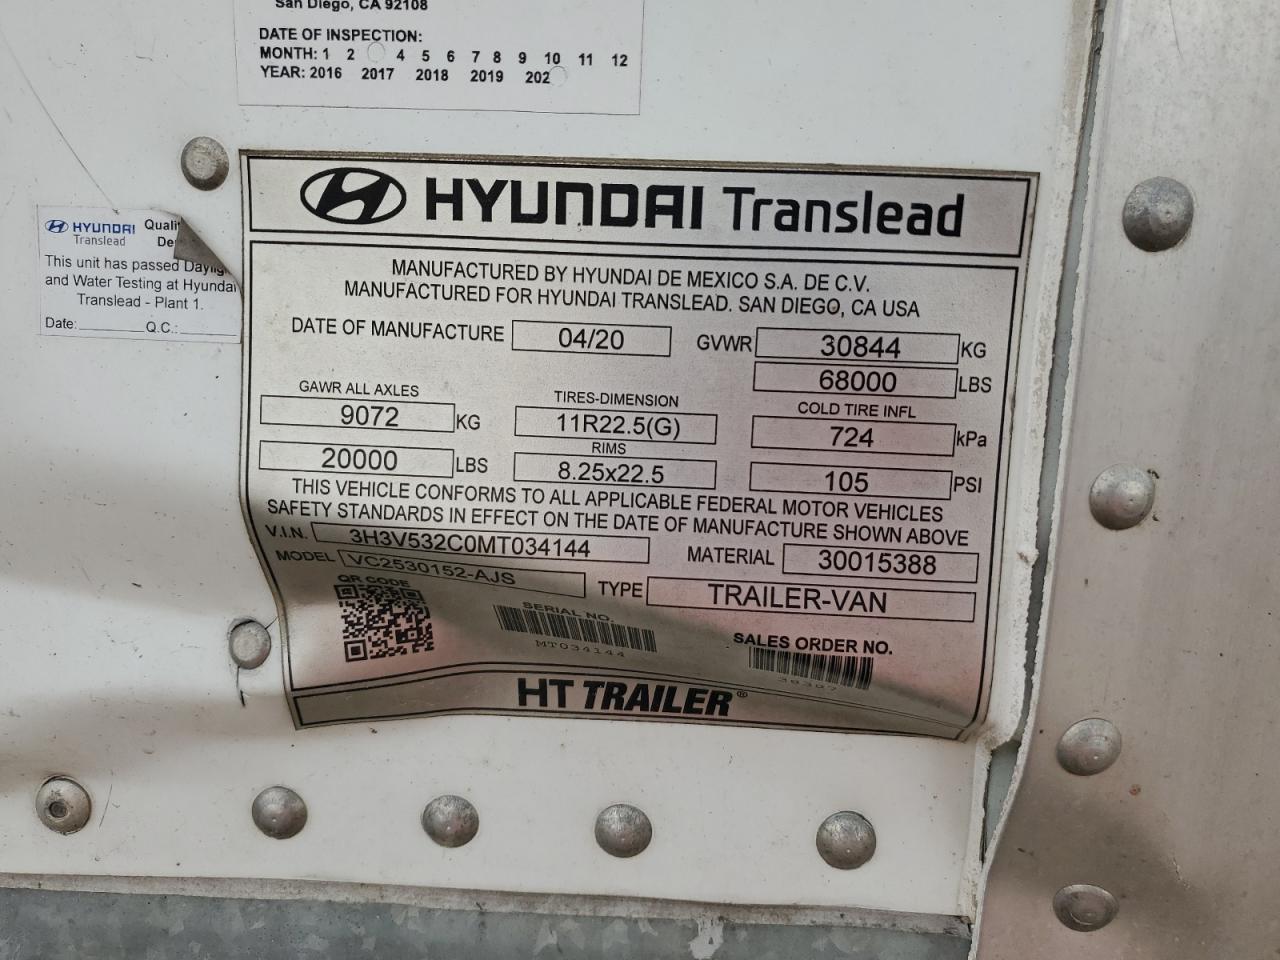 San Diego, CA 92108
DATE OF INSPECTION:
MONTH: 1 2 4 5 6 7 8 9 10 11 12
YEAR: 2016 2017 2018 2019 202
HYUNDAI Translead
HYUNDAI
Translead
This unit has passed
and Water Testing at Hyundai
Translead - Plant 1.
Date: Q.C.:
MANUFACTURED BY HYUNDAI DE MEXICO S.A. DE C.V.
MANUFACTURED FOR HYUNDAI TRANSLEAD. SAN DIEGO, CA USA
DATE OF MANUFACTURE 04/20 GVWR 30844 KG
68000 LBS
GAWR ALL AXLES TIRES-DIMENSION COLD TIRE INFL
9072 KG 11R22.5(G) 724 kPa
RIMS
20000 LBS 8.25x22.5 105 PSI
THIS VEHICLE CONFORMS TO ALL APPLICABLE FEDERAL MOTOR VEHICLES
SAFETY STANDARDS IN EFFECT ON THE DATE OF MANUFACTURE SHOWN ABOVE
V.I.N. 3H3V532C0MT034144 MATERIAL 30015388
MODEL VC2530152-AJS TYPE TRAILER-VAN
QR CODE SERIAL NO. SALES ORDER NO.
MT034144
HT TRAILER®